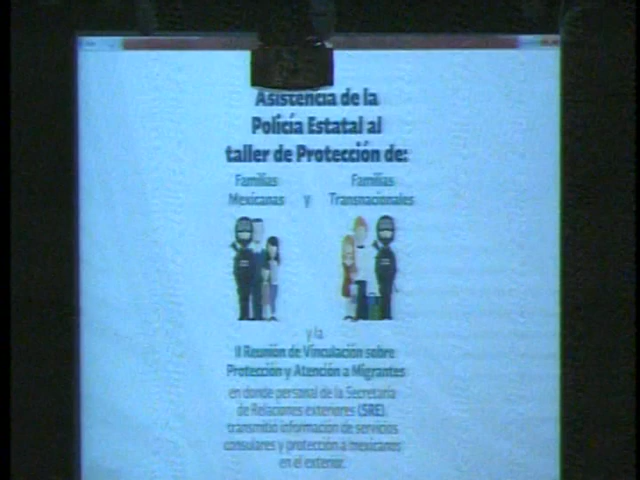 Asistencia de la
Policía Estatal al
taller de Protección de:
Familias Familias
Mexicanas y Transnacionales
y la
II Reunión de Vinculación sobre
Protección y Atención a Migrantes
en donde personal de la Secretaría
de Relaciones exteriores (SRE),
transmitió información de servicios
consulares y protección a mexicanos
en el exterior.